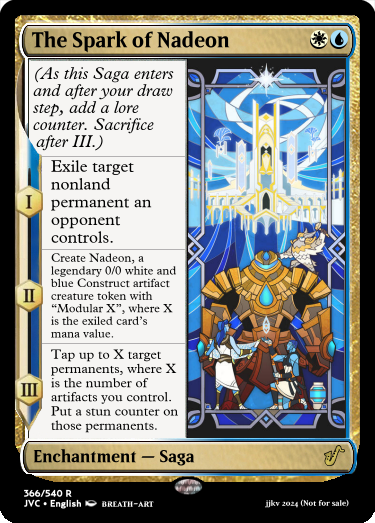 The Spark of Nadeon
(As this Saga enters
and after your draw
step, add a lore
counter. Sacrifice
after III.)
I
Exile target
nonland
permanent an
opponent
controls.
II
Create Nadeon, a
legendary 0/0 white and
blue Construct artifact
creature token with
“Modular X”, where X
is the exiled card’s
mana value.
III
Tap up to X target
permanents, where X
is the number of
artifacts you control.
Put a stun counter on
those permanents.
Enchantment — Saga
366/540 R
JVC • English BREATH-ART
jjkv 2024 (Not for sale)